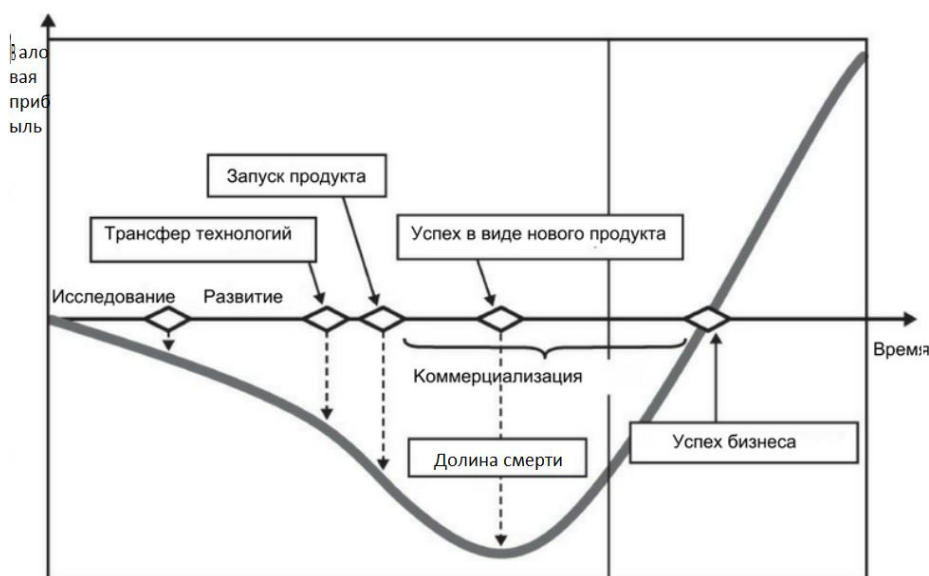 Вало
вая
приб
ыль
Запуск продукта
Трансфер технологий
Успех в виде нового продукта
Исследование Развитие
Время
Коммерциализация
Успех бизнеса
Долина смерти